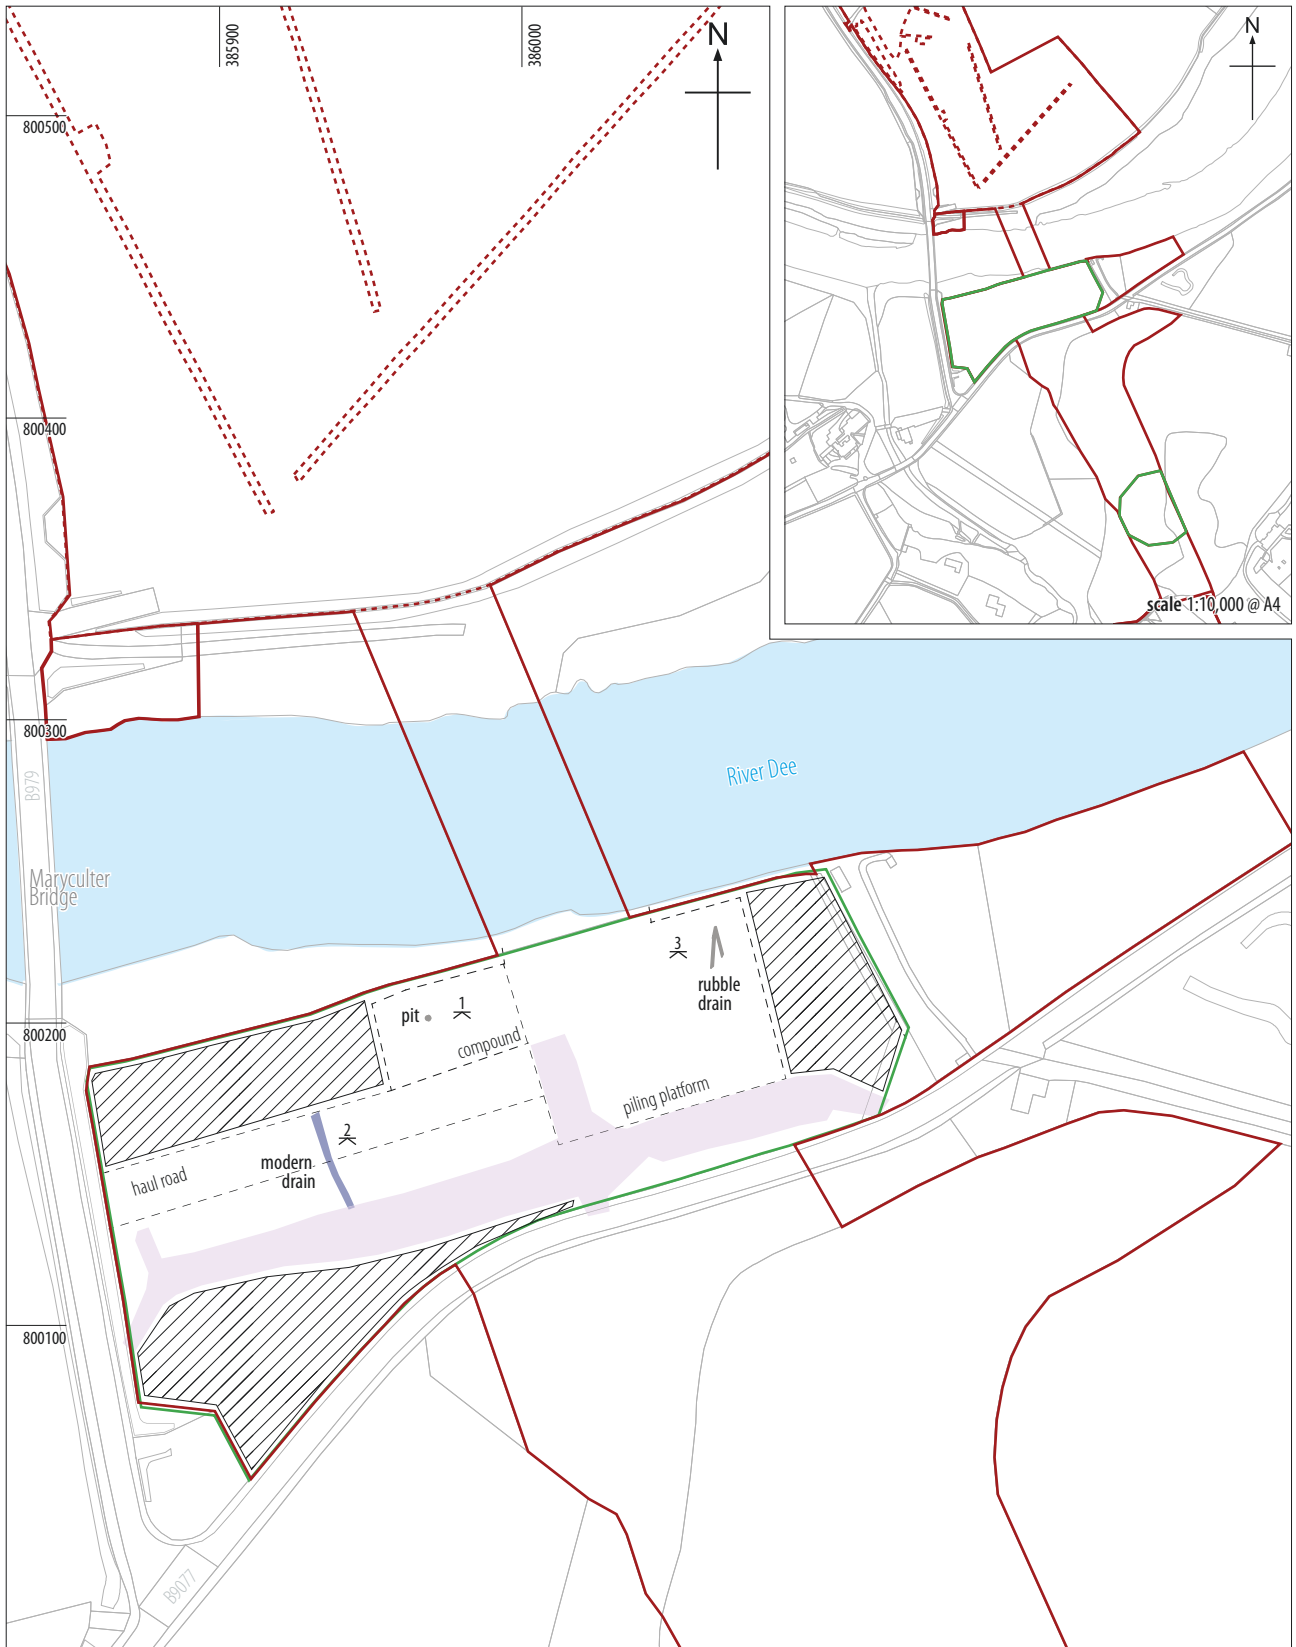 385900
386000
N
N
800500
800400
scale 1:10,000 @ A4
800300
B979
River Dee
Maryculter
Bridge
3
rubble
drain
1
pit
800200
compound
piling platform
2
modern
drain
haul road
800100
B9077